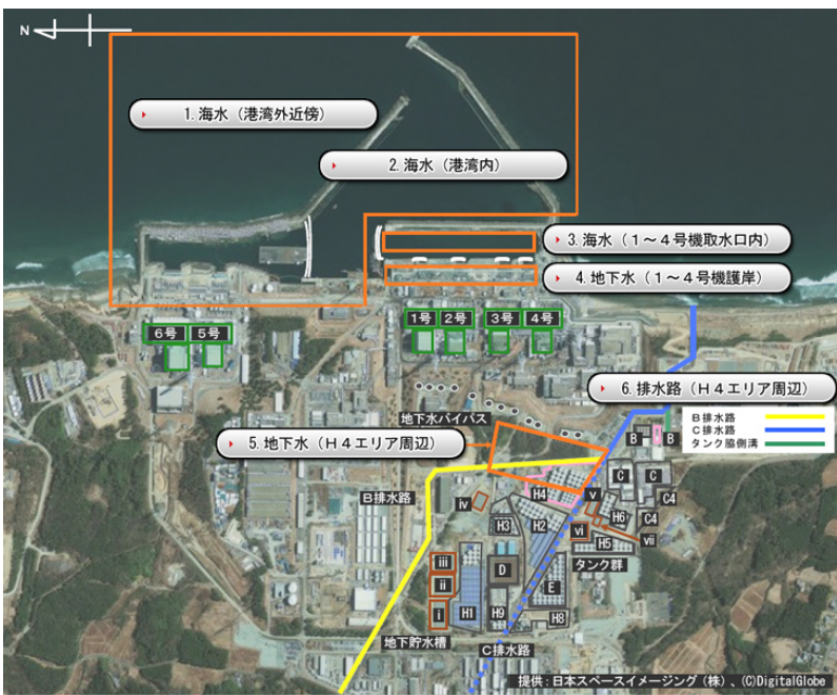 N
1. 海水（港湾外近傍）
2. 海水（港湾内）
3. 海水（１～４号機取水口内）
4. 地下水（１～４号機護岸）
1号
2号
3号
4号
6号
5号
6. 排水路（Ｈ４エリア周辺）
地下水バイパス
Ｂ排水路
Ｃ排水路
タンク脇側溝
5. 地下水（Ｈ４エリア周辺）
B
B
C
C
H4
v
C4
B排水路
iv
H3
H2
H6
C4
vi
vii
H5
タンク群
iii
D
ii
E
i
H1
H9
H8
地下貯水槽
C排水路
提供：日本スペースイメージング（株）、(C)DigitalGlobe